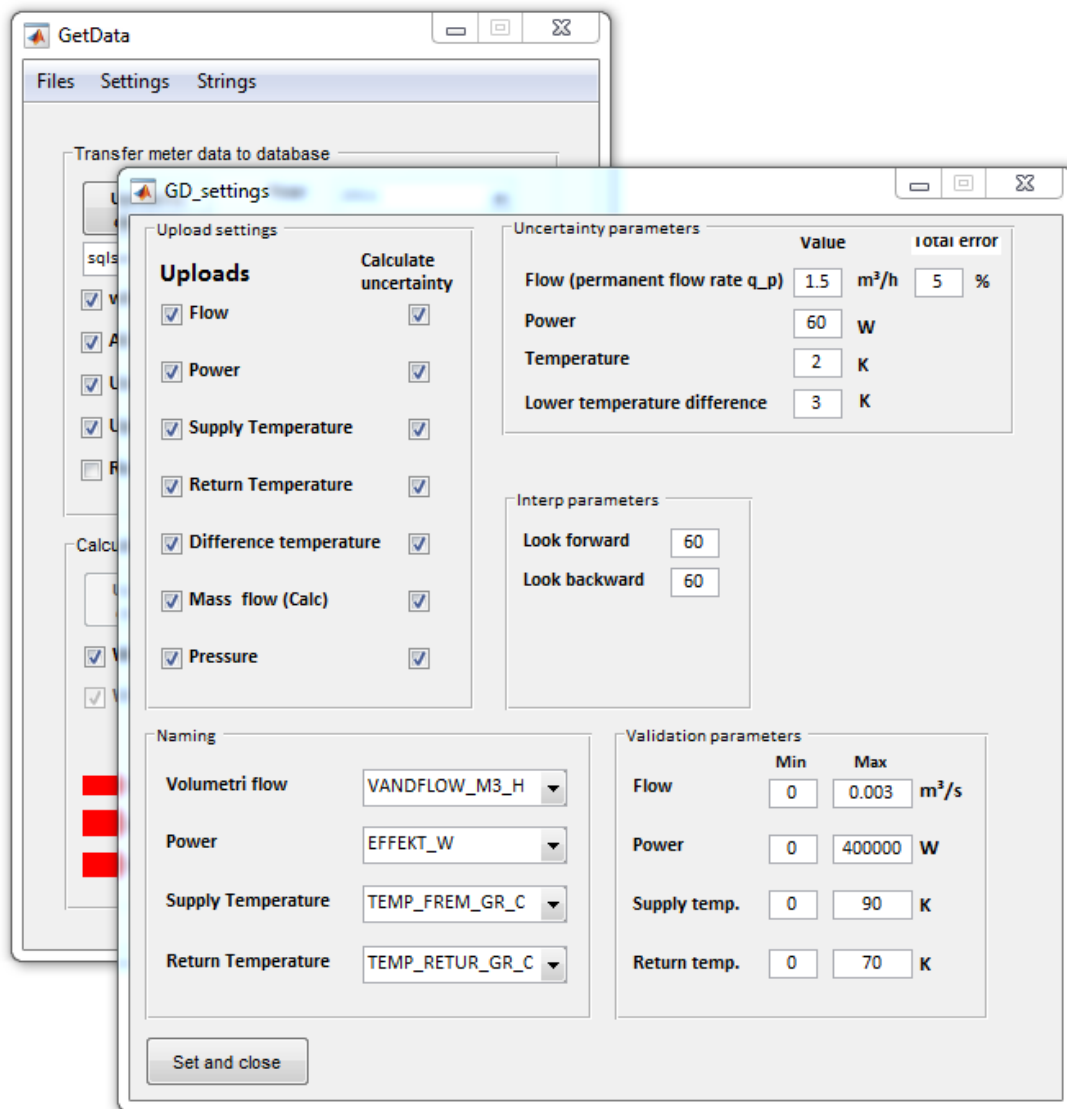 GetData
Files Settings Strings
Transfer meter data to database
sqls
GD_settings
Upload settings
Uploads
Calculate
uncertainty
Flow
Power
Supply Temperature
Return Temperature
Difference temperature
Mass flow (Calc)
Pressure
Uncertainty parameters
Value Total error
Flow (permanent flow rate q_p) 1.5 m³/h 5 %
Power 60 W
Temperature 2 K
Lower temperature difference 3 K
Interp parameters
Look forward 60
Look backward 60
Naming
Volumetri flow VANDFLOW_M3_H
Power EFFEKT_W
Supply Temperature TEMP_FREM_GR_C
Return Temperature TEMP_RETUR_GR_C
Validation parameters
Min Max
Flow 0 0.003 m³/s
Power 0 400000 W
Supply temp. 0 90 K
Return temp. 0 70 K
Set and close